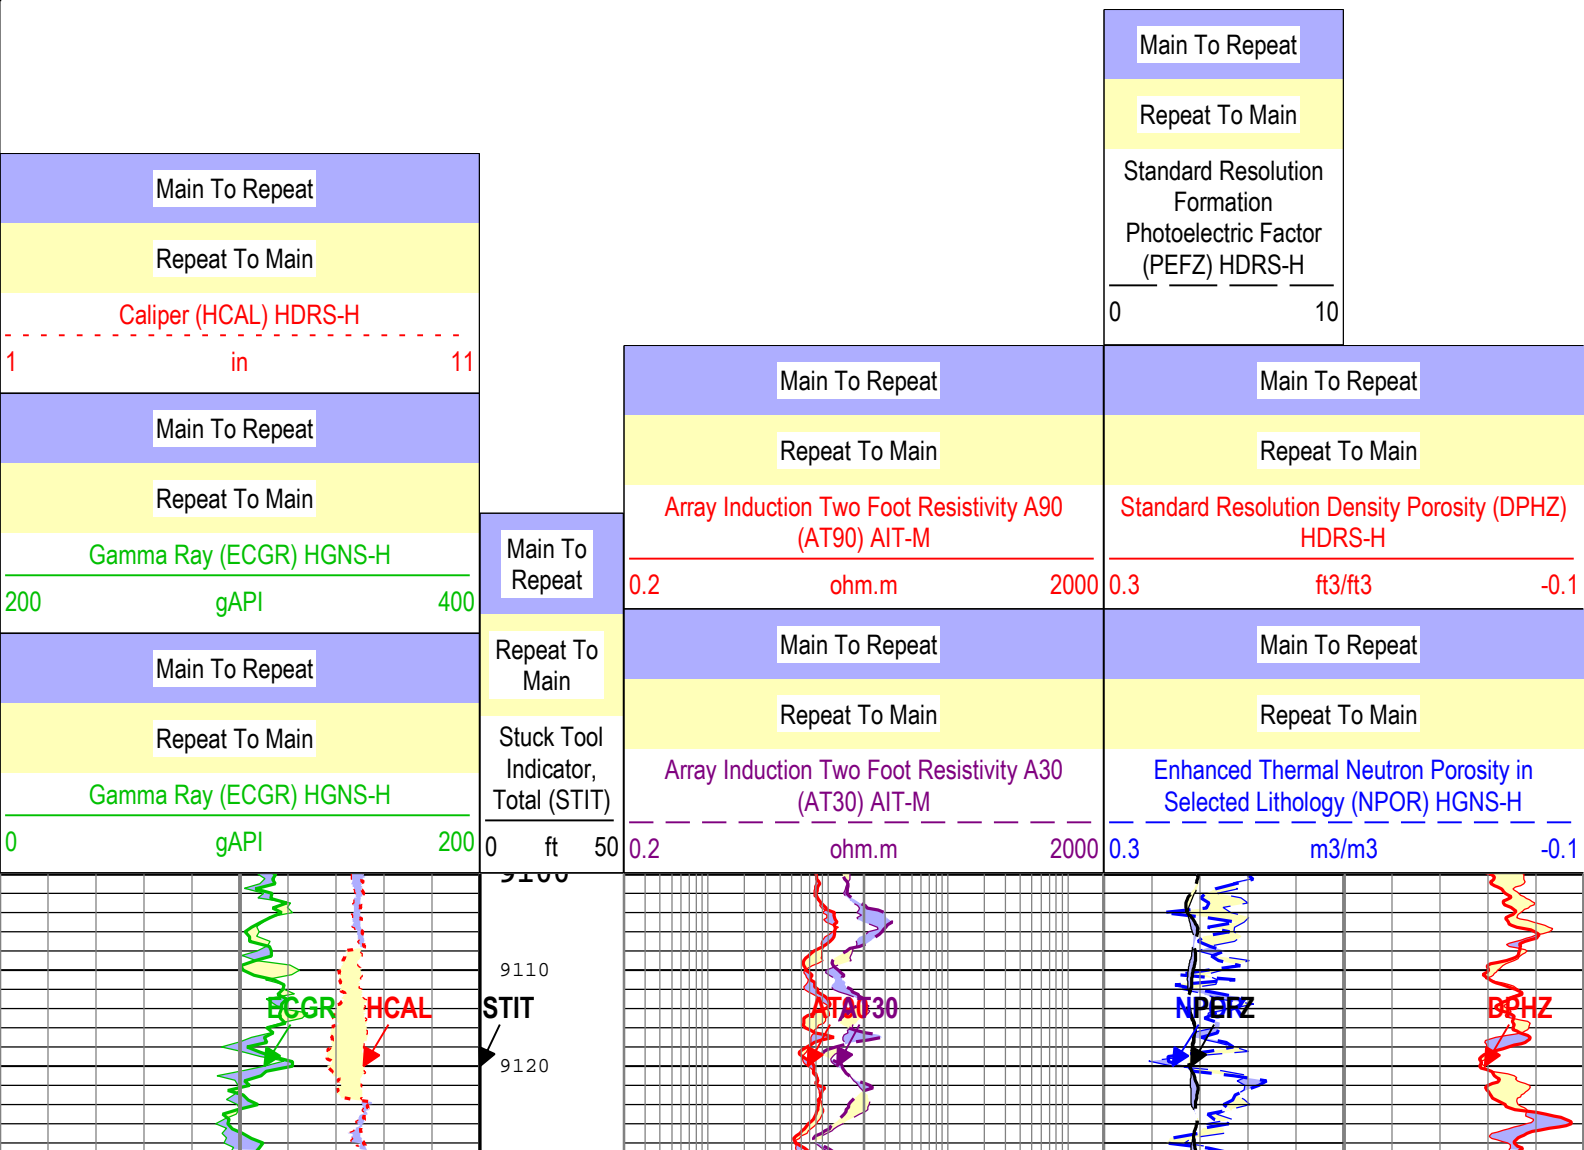 Main To Repeat
Repeat To Main
Standard Resolution
Formation
Photoelectric Factor
(PEFZ) HDRS-H
0 10
Main To Repeat
Repeat To Main
Caliper (HCAL) HDRS-H
1 in 11
Main To Repeat
Repeat To Main
Gamma Ray (ECGR) HGNS-H
200 gAPI 400
Main To Repeat
Repeat To Main
Gamma Ray (ECGR) HGNS-H
0 gAPI 200
Main To
Repeat
Repeat To
Main
Stuck Tool
Indicator,
Total (STIT)
0 ft 50
Main To Repeat
Repeat To Main
Array Induction Two Foot Resistivity A90
(AT90) AIT-M
0.2 ohm.m 2000
Main To Repeat
Repeat To Main
Array Induction Two Foot Resistivity A30
(AT30) AIT-M
0.2 ohm.m 2000
Main To Repeat
Repeat To Main
Standard Resolution Density Porosity (DPHZ)
HDRS-H
0.3 ft3/ft3 -0.1
Main To Repeat
Repeat To Main
Enhanced Thermal Neutron Porosity in
Selected Lithology (NPOR) HGNS-H
0.3 m3/m3 -0.1
9100
9110
ECGR HCAL STIT AT30 DPHZ
9120